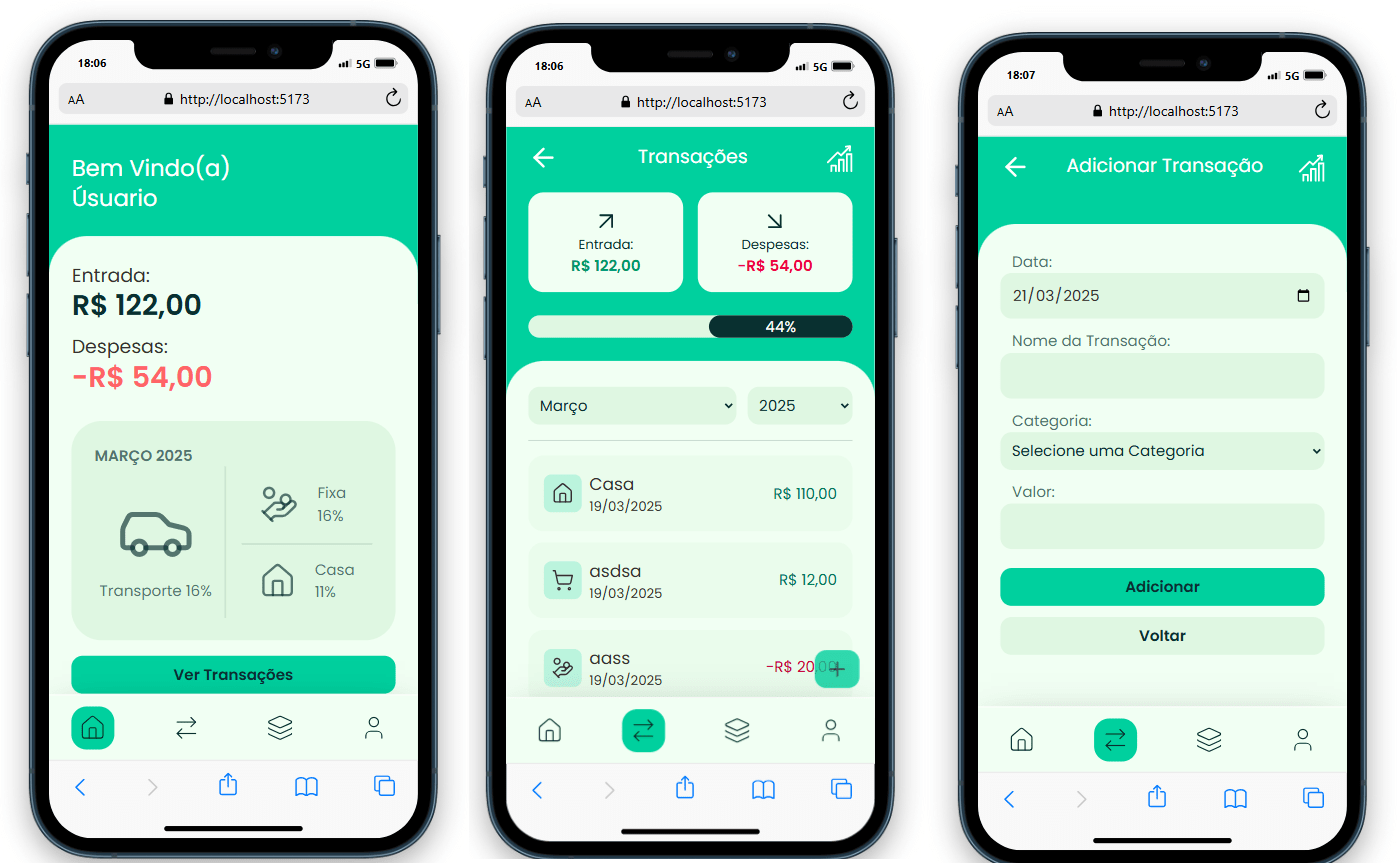 18:06
5G
AA
http://localhost:5173
Bem Vindo(a)
Úsuario
Entrada:
R$ 122,00
Despesas:
-R$ 54,00
MARÇO 2025
Transporte 16%
Fixa
16%
Casa
11%
Ver Transações
18:06
5G
AA
http://localhost:5173
Transações
Entrada:
R$ 122,00
Despesas:
-R$ 54,00
44%
Março
2025
Casa
19/03/2025
R$ 110,00
asdsa
19/03/2025
R$ 12,00
aass
19/03/2025
-R$ 20,00
18:07
5G
AA
http://localhost:5173
Adicionar Transação
Data:
21/03/2025
Nome da Transação:
Categoria:
Selecione uma Categoria
Valor:
Adicionar
Voltar